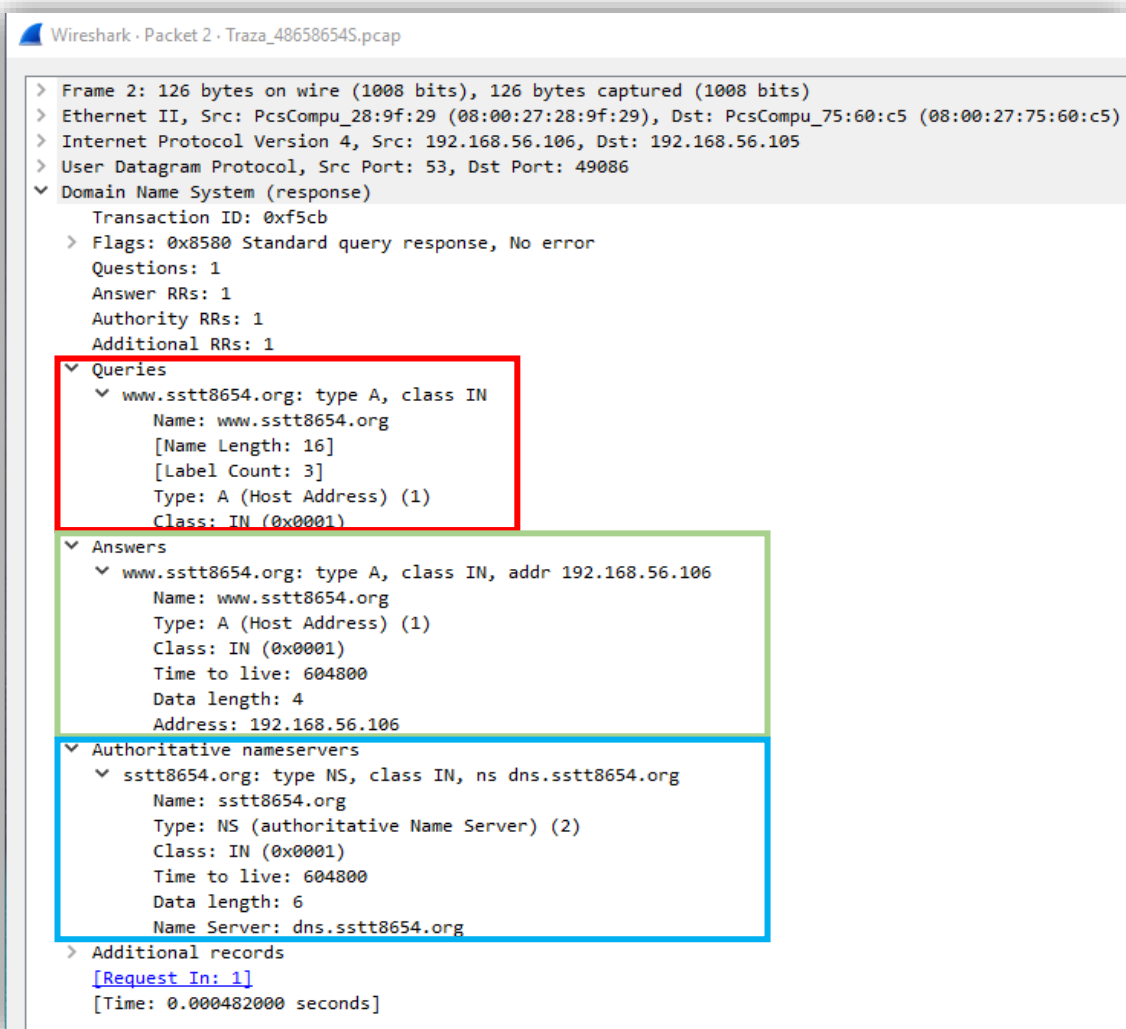 Wireshark · Packet 2 · Traza_48658654S.pcap
> Frame 2: 126 bytes on wire (1008 bits), 126 bytes captured (1008 bits)
> Ethernet II, Src: PcsCompu_28:9f:29 (08:00:27:28:9f:29), Dst: PcsCompu_75:60:c5 (08:00:27:75:60:c5)
> Internet Protocol Version 4, Src: 192.168.56.106, Dst: 192.168.56.105
> User Datagram Protocol, Src Port: 53, Dst Port: 49086
Domain Name System (response)
Transaction ID: 0xf5cb
> Flags: 0x8580 Standard query response, No error
Questions: 1
Answer RRs: 1
Authority RRs: 1
Additional RRs: 1
Queries
www.sstt8654.org: type A, class IN
Name: www.sstt8654.org
[Name Length: 16]
[Label Count: 3]
Type: A (Host Address) (1)
Class: IN (0x0001)
Answers
www.sstt8654.org: type A, class IN, addr 192.168.56.106
Name: www.sstt8654.org
Type: A (Host Address) (1)
Class: IN (0x0001)
Time to live: 604800
Data length: 4
Address: 192.168.56.106
Authoritative nameservers
sstt8654.org: type NS, class IN, ns dns.sstt8654.org
Name: sstt8654.org
Type: NS (authoritative Name Server) (2)
Class: IN (0x0001)
Time to live: 604800
Data length: 6
Name Server: dns.sstt8654.org
> Additional records
[Request In: 1]
[Time: 0.000482000 seconds]